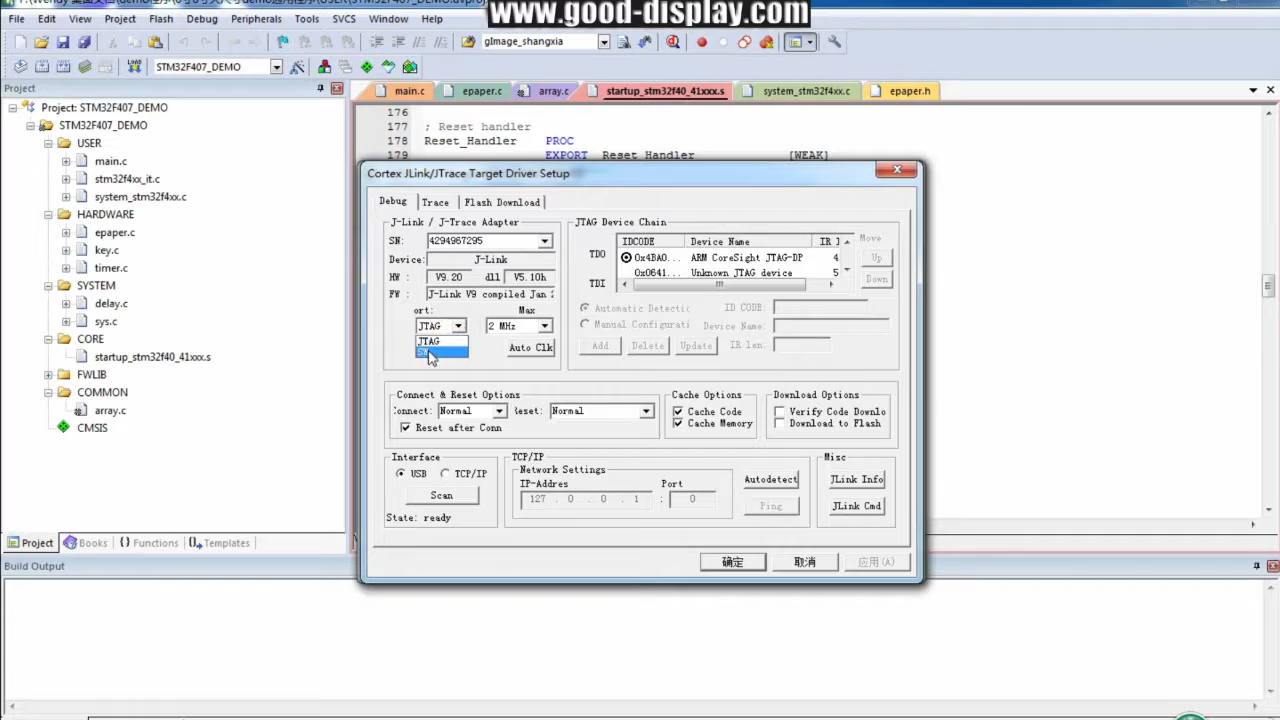 www.good-display.com
File Edit View Project Flash Debug Peripherals Tools SVCS Window Help
gImage_shangxia
LOAD STM32F407_DEMO
Project
main.c epaper.c array.c startup_stm32f40_41xxx.s system_stm32f4xx.c epaper.h
Project: STM32F407_DEMO
STM32F407_DEMO
USER
main.c
stm32f4xx_it.c
system_stm32f4xx.c
HARDWARE
epaper.c
key.c
timer.c
SYSTEM
delay.c
sys.c
CORE
startup_stm32f40_41xxx.s
FWLIB
COMMON
array.c
CMSIS
176
177 ; Reset handler
178 Reset_Handler PROC
179 EXPORT Reset_Handler [WEAK]
Cortex JLink/JTrace Target Driver Setup
Debug Trace Flash Download
J-Link / J-Trace Adapter
SN: 4294967295
Device: J-Link
HW : V9.20 dll V5.10h
FW : J-Link V9 compiled Jan
ort: Max
JTAG 2 MHz
JTAG
Auto Clk
JTAG Device Chain
IDCODE Device Name IR
Move
TDO 0x4BA0... ARM CoreSight JTAG-DP 4 Up
TDI 0x0641... Unknown JTAG device 5 Down
Automatic Detecti ID CODE:
Manual Configurati Device Name:
Add Delete Update IR len:
Connect & Reset Options
Normal Normal
Reset after Conn
Cache Options
Cache Code
Cache Memory
Download Options
Verify Code Downlo
Download to Flash
Interface
USB TCP/IP
Scan
State: ready
TCP/IP
Network Settings
IP-Addres Port
127 . 0 . 0 . 1 : 0
Autodetect
Ping
Misc
JLink Info
JLink Cmd
确定 取消 应用(A)
Project Books Functions Templates
Build Output